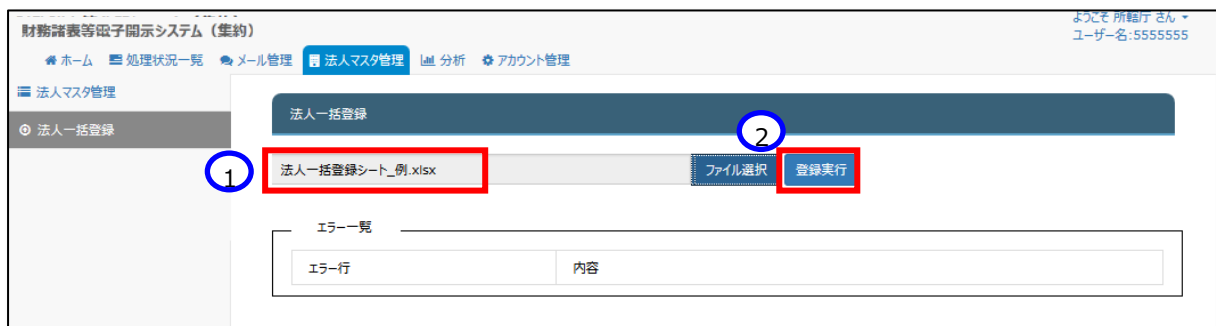 財務諸表等電子開示システム（集約）
ようこそ 所轄庁 さん
ユーザー名:5555555
ホーム 処理状況一覧 メール管理 法人マスタ管理 分析 アカウント管理
法人マスタ管理
法人一括登録
法人一括登録
2
1
法人一括登録シート_例.xlsx ファイル選択 登録実行
エラー一覧
エラー行 内容